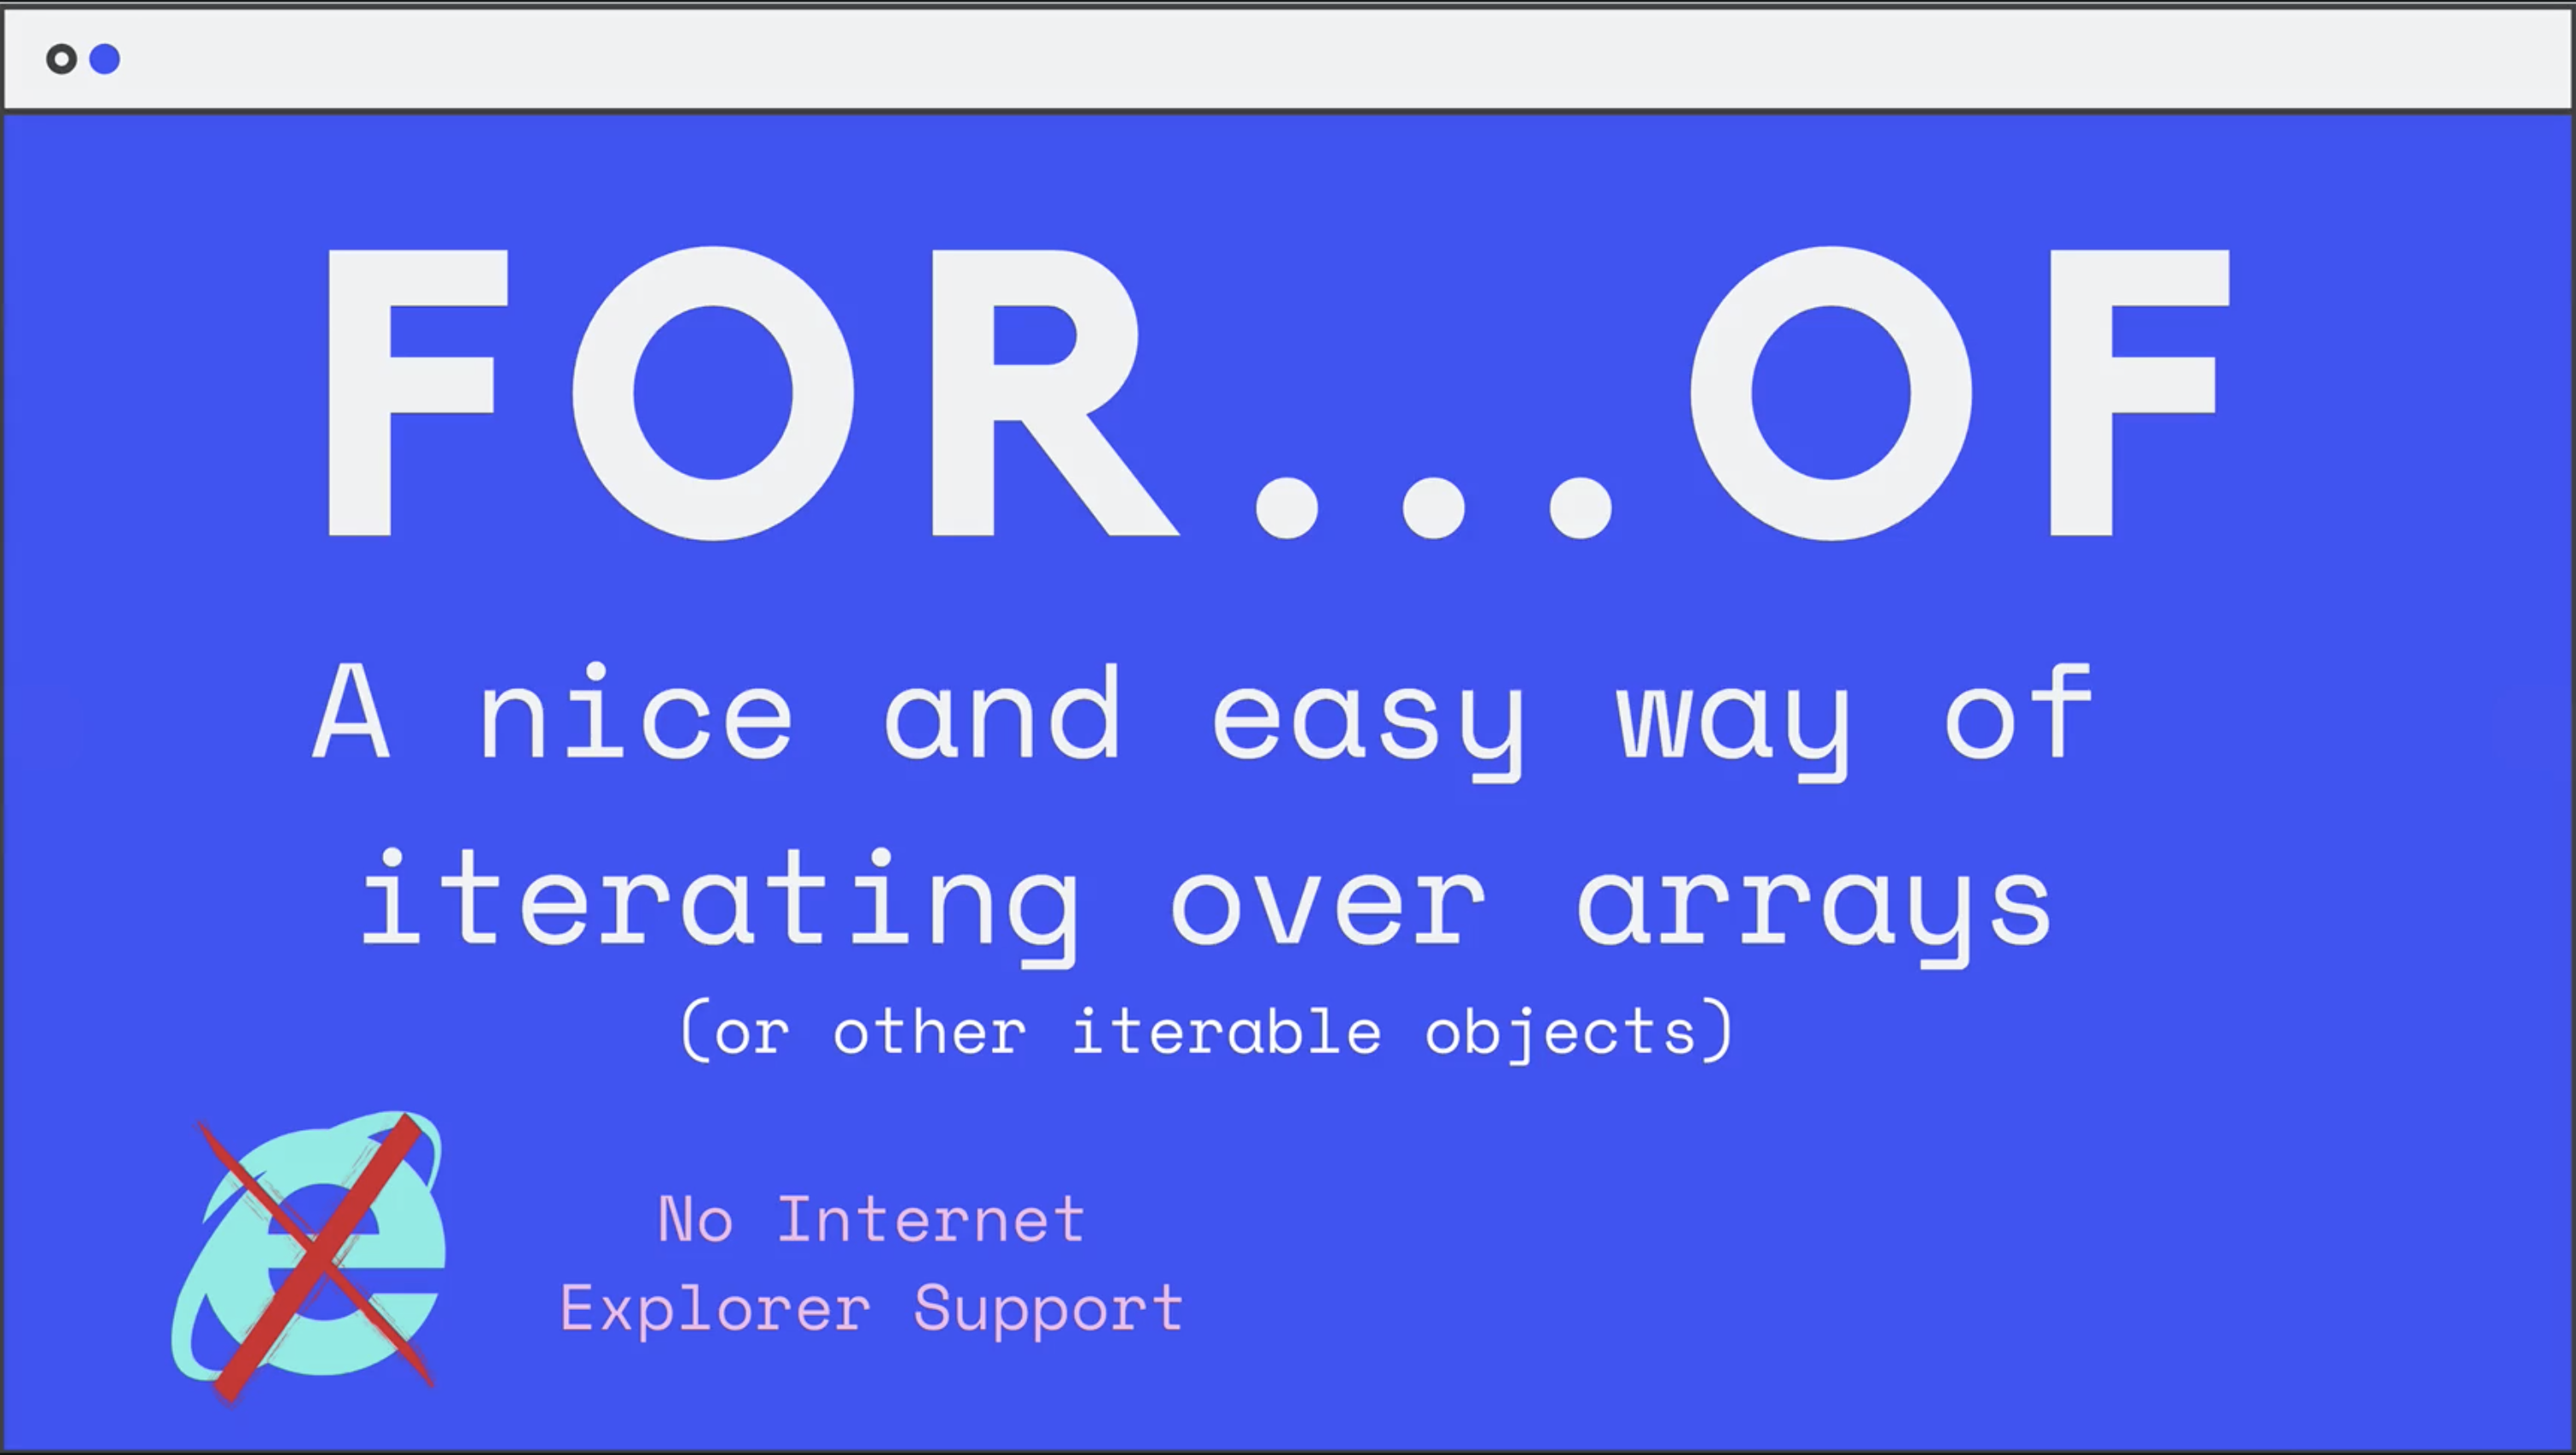 FOR...OF
A nice and easy way of
iterating over arrays
(or other iterable objects)
No Internet
Explorer Support